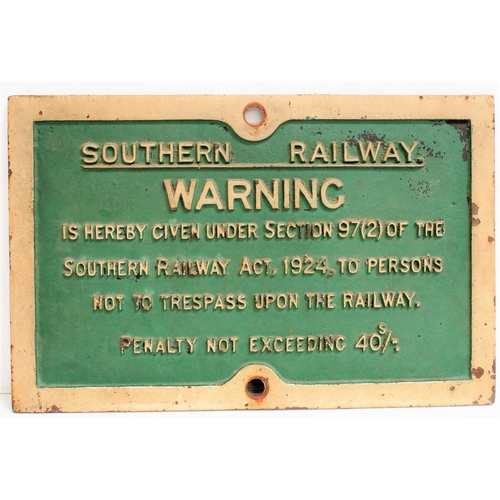 SOUTHERN RAILWAY.
WARNING
IS HEREBY GIVEN UNDER SECTION 97(2) OF THE
SOUTHERN RAILWAY ACT, 1924, TO PERSONS
NOT TO TRESPASS UPON THE RAILWAY.
PENALTY NOT EXCEEDING 40S/-.